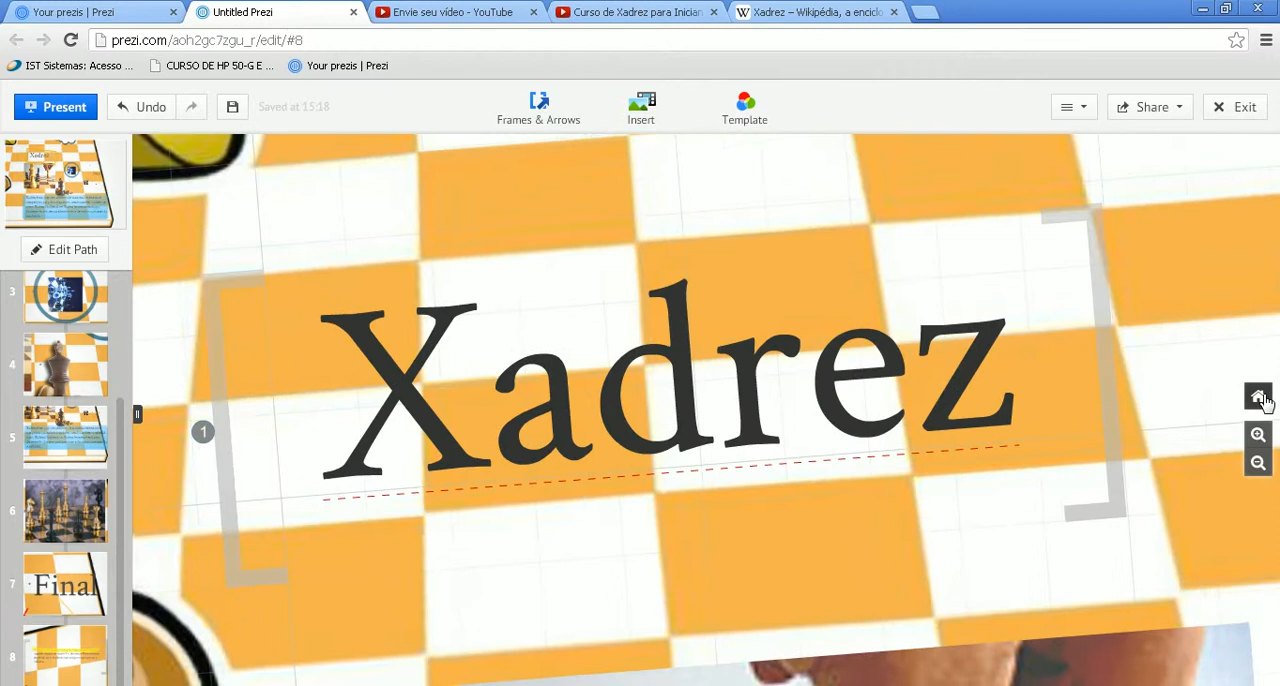 Your prezis | Prezi
Untitled Prezi
Envie seu vídeo - YouTube
Curso de Xadrez para Inician
Xadrez – Wikipédia, a enciclo
prezi.com/aoh2gc7zgu_r/edit/#8
IST Sistemas: Acesso ...
CURSO DE HP 50-G E ...
Your prezis | Prezi
Present
Undo
Saved at 15:18
Frames & Arrows
Insert
Template
Share
Exit
Xadrez
Edit Path
3
4
5
6
7
Final
8
1
Xadrez